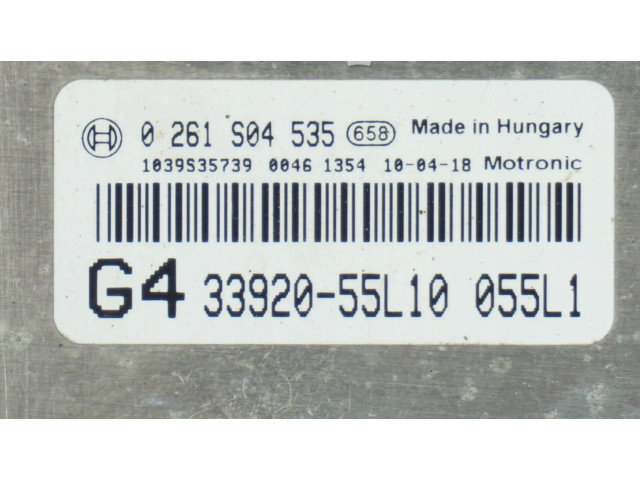 0 261 S04 535 658 Made in Hungary
1039S35739 0046 1354 10-04-18 Motronic
G4 33920-55L10 055L1